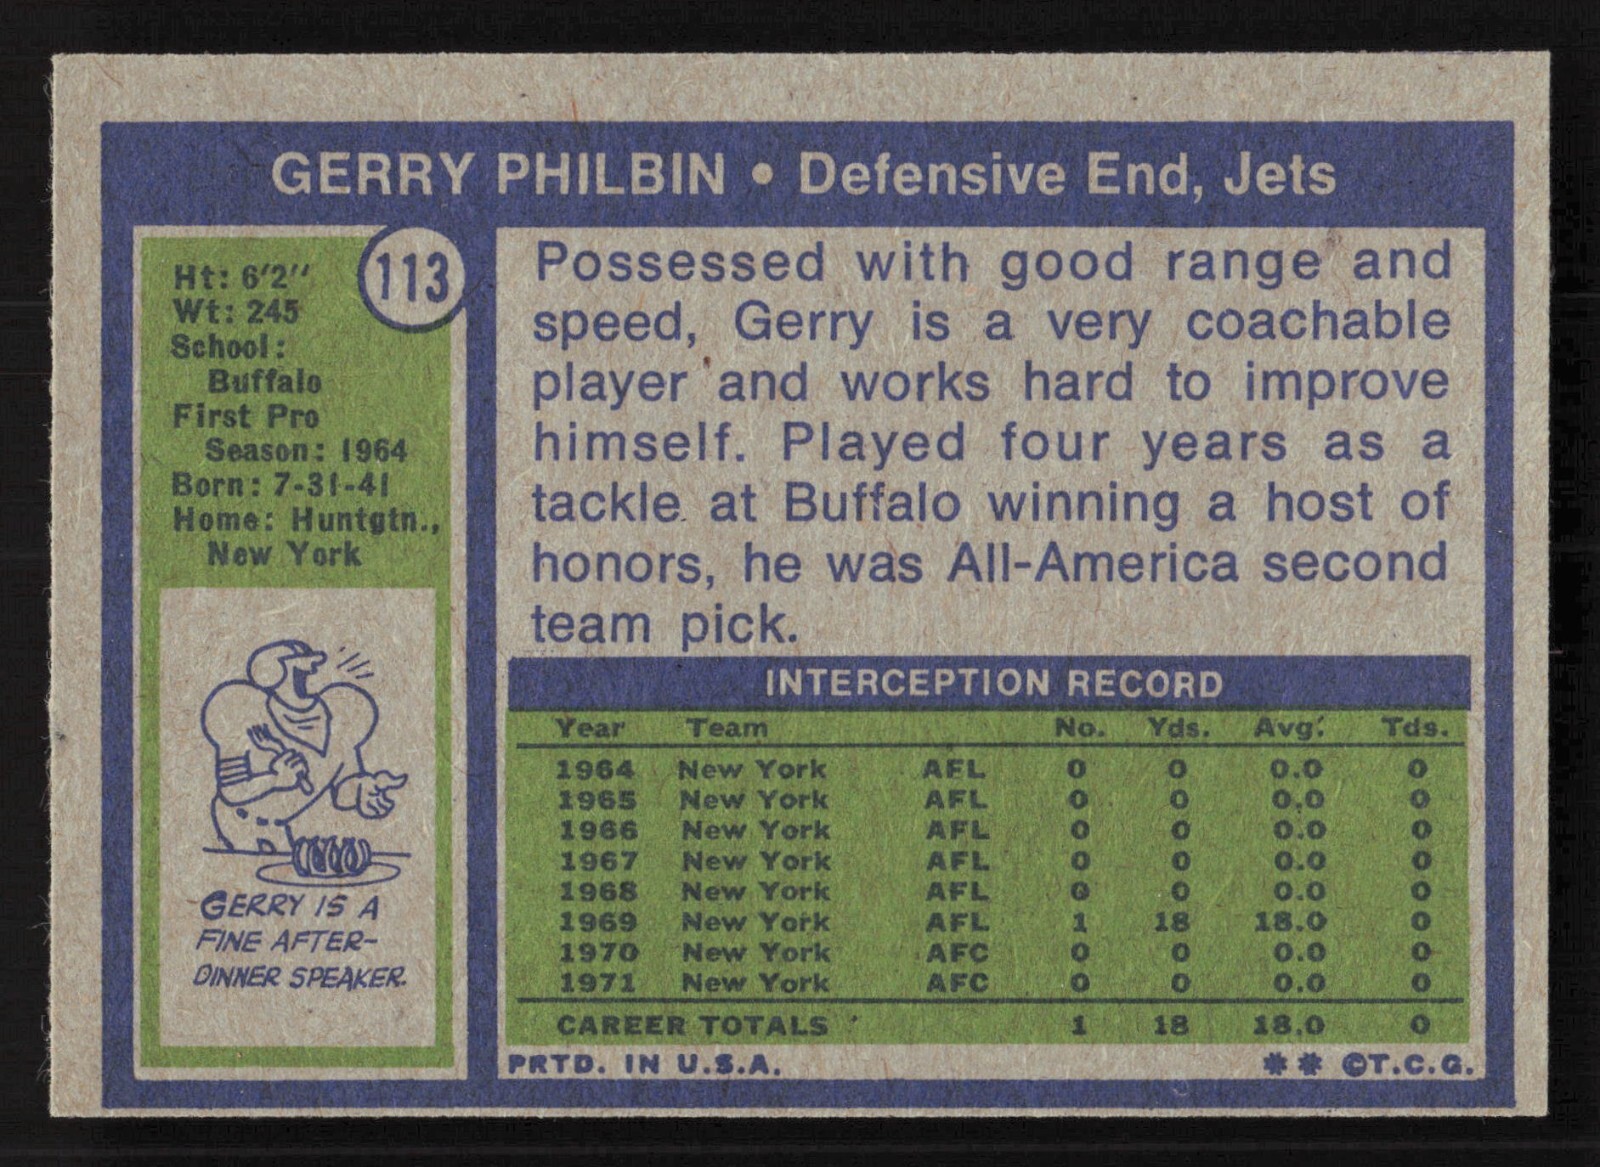 GERRY PHILBIN • Defensive End, Jets
113
Ht: 6'2"
Wt: 245
School:
Buffalo
First Pro
Season: 1964
Born: 7-31-41
Home: Huntgtn.,
New York
GERRY IS A
FINE AFTER-
DINNER SPEAKER.
Possessed with good range and
speed, Gerry is a very coachable
player and works hard to improve
himself. Played four years as a
tackle at Buffalo winning a host of
honors, he was All-America second
team pick.
INTERCEPTION RECORD
Year Team No. Yds. Avg. Tds.
1964 New York AFL 0 0 0.0 0
1965 New York AFL 0 0 0.0 0
1966 New York AFL 0 0 0.0 0
1967 New York AFL 0 0 0.0 0
1968 New York AFL 0 0 0.0 0
1969 New York AFL 1 18 18.0 0
1970 New York AFC 0 0 0.0 0
1971 New York AFC 0 0 0.0 0
CAREER TOTALS 1 18 18.0 0
PRTD. IN U.S.A. ** ©T.C.G.